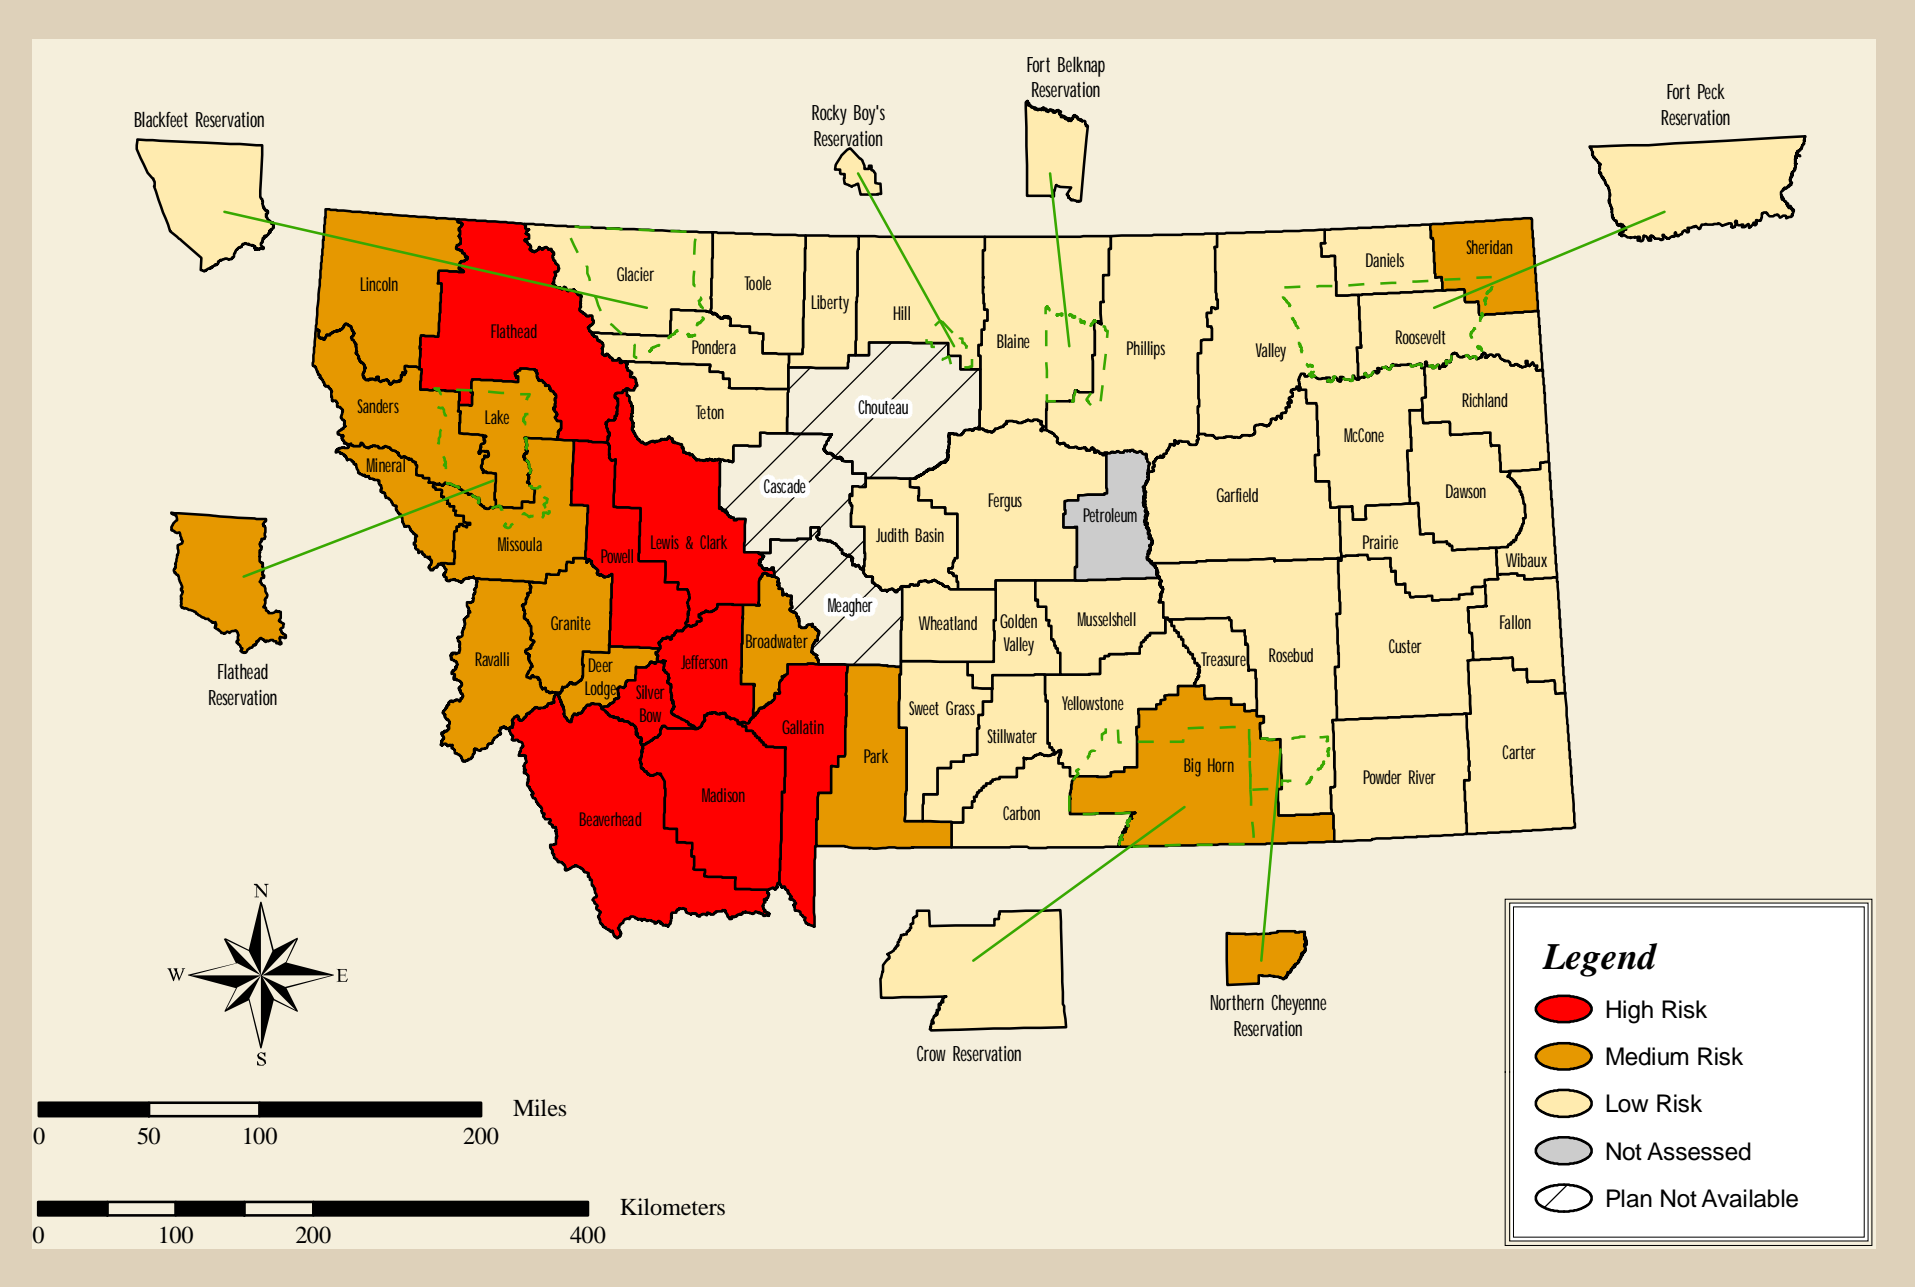 Fort Belknap
Reservation
Fort Peck
Reservation
Rocky Boy's
Reservation
Blackfeet Reservation
Sheridan
Daniels
Glacier
Lincoln
Toole
Liberty
Hill
Flathead
Roosevelt
Blaine
Pondera
Phillips
Valley
Richland
Sanders
Chouteau
Teton
Lake
McCone
Mineral
Cascade
Dawson
Garfield
Fergus
Petroleum
Judith Basin
Lewis & Clark
Missoula
Prairie
Powell
Wibaux
Meagher
Musselshell
Golden
Valley
Wheatland
Granite
Fallon
Broadwater
Custer
Rosebud
Treasure
Ravalli
Jefferson
Deer
Lodge
Silver
Bow
Flathead
Reservation
Yellowstone
Sweet Grass
Gallatin
Stillwater
Carter
Park
Big Horn
Powder River
Madison
Carbon
Beaverhead
N
W
E
S
Northern Cheyenne
Reservation
Crow Reservation
Legend
High Risk
Medium Risk
Low Risk
Not Assessed
Plan Not Available
Miles
0 50 100 200
Kilometers
0 100 200 400